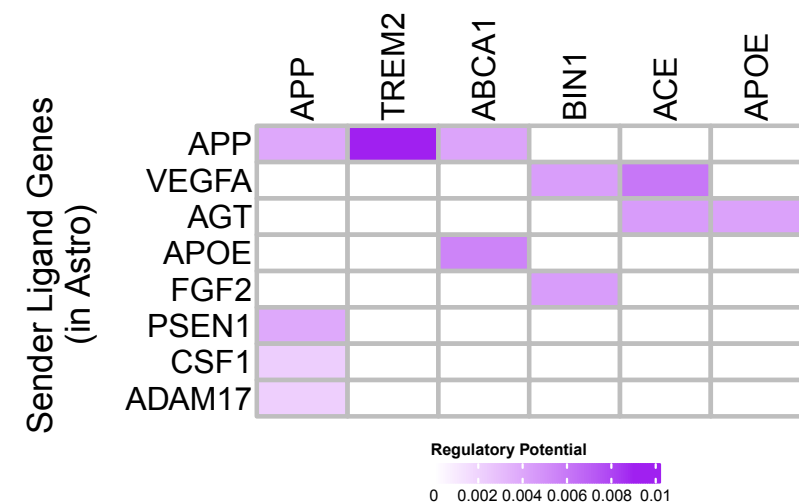 APP TREM2 ABCA1 BIN1 ACE APOE
Sender Ligand Genes
(in Astro)
APP
VEGFA
AGT
APOE
FGF2
PSEN1
CSF1
ADAM17
Regulatory Potential
0 0.002 0.004 0.006 0.008 0.01